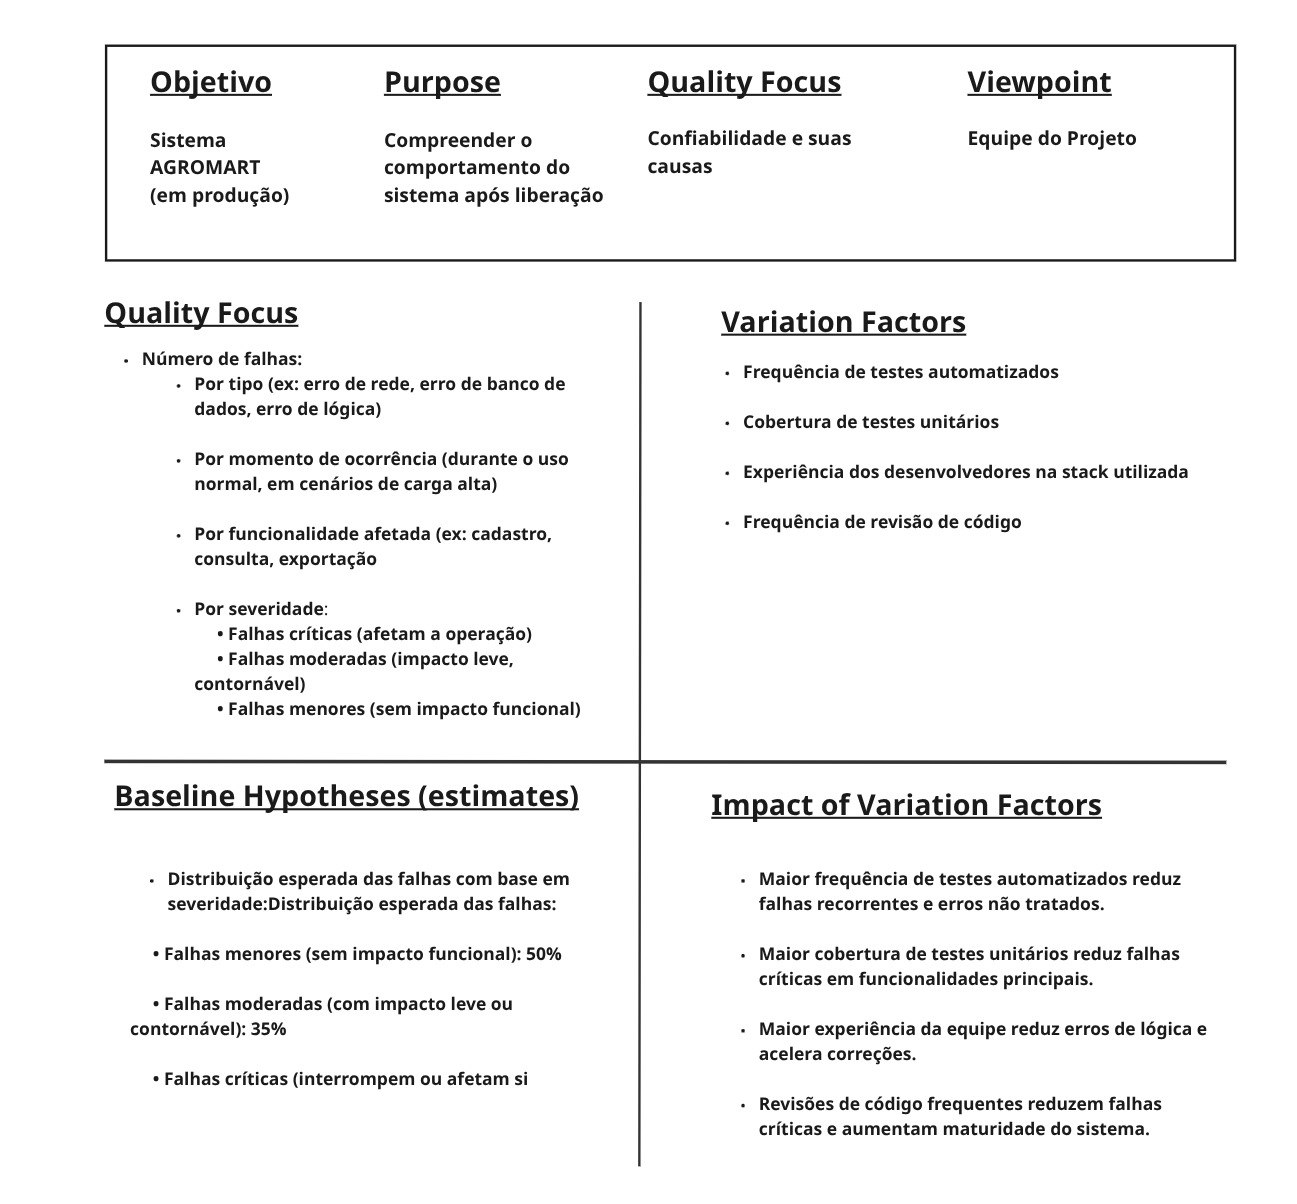 Objetivo
Sistema
AGROMART
(em produção)
Purpose
Compreender o
comportamento do
sistema após liberação
Quality Focus
Confiabilidade e suas
causas
Viewpoint
Equipe do Projeto
Quality Focus
• Número de falhas:
• Por tipo (ex: erro de rede, erro de banco de
dados, erro de lógica)
• Por momento de ocorrência (durante o uso
normal, em cenários de carga alta)
• Por funcionalidade afetada (ex: cadastro,
consulta, exportação
• Por severidade:
• Falhas críticas (afetam a operação)
• Falhas moderadas (impacto leve,
contornável)
• Falhas menores (sem impacto funcional)
Variation Factors
• Frequência de testes automatizados
• Cobertura de testes unitários
• Experiência dos desenvolvedores na stack utilizada
• Frequência de revisão de código
Baseline Hypotheses (estimates)
• Distribuição esperada das falhas com base em
severidade:Distribuição esperada das falhas:
• Falhas menores (sem impacto funcional): 50%
• Falhas moderadas (com impacto leve ou
contornável): 35%
• Falhas críticas (interrompem ou afetam si
Impact of Variation Factors
• Maior frequência de testes automatizados reduz
falhas recorrentes e erros não tratados.
• Maior cobertura de testes unitários reduz falhas
críticas em funcionalidades principais.
• Maior experiência da equipe reduz erros de lógica e
acelera correções.
• Revisões de código frequentes reduzem falhas
críticas e aumentam maturidade do sistema.